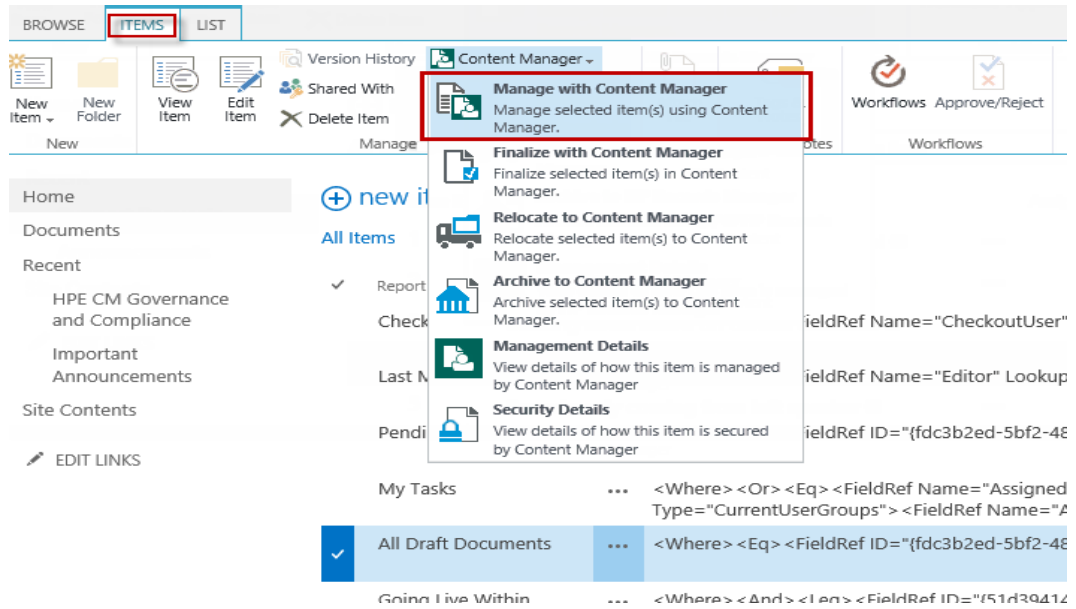 BROWSE ITEMS LIST
New Item
New Folder
View Item
Edit Item
Version History
Shared With
Delete Item
Content Manager
Workflows Approve/Reject
New
Manage
otes
Workflows
Manage with Content Manager
Manage selected item(s) using Content
Manager.
Finalize with Content Manager
Finalize selected item(s) in Content
Manager.
Relocate to Content Manager
Relocate selected item(s) to Content
Manager.
Archive to Content Manager
Archive selected item(s) to Content
Manager.
Management Details
View details of how this item is managed
by Content Manager
Security Details
View details of how this item is secured
by Content Manager
Home
Documents
Recent
HPE CM Governance
and Compliance
Important
Announcements
Site Contents
EDIT LINKS
new it
All Items
Report
Check
ieldRef Name="CheckoutUser"
Last M
ieldRef Name="Editor" Lookup
Pendi
ieldRef ID="{fdc3b2ed-5bf2-48
My Tasks ... <Where><Or><Eq><FieldRef Name="Assigned
Type="CurrentUserGroups"><FieldRef Name="A
All Draft Documents ... <Where><Eq><FieldRef ID="{fdc3b2ed-5bf2-48
Going Live Within ... <Where><And><Leq><FieldRef ID="{51d39414